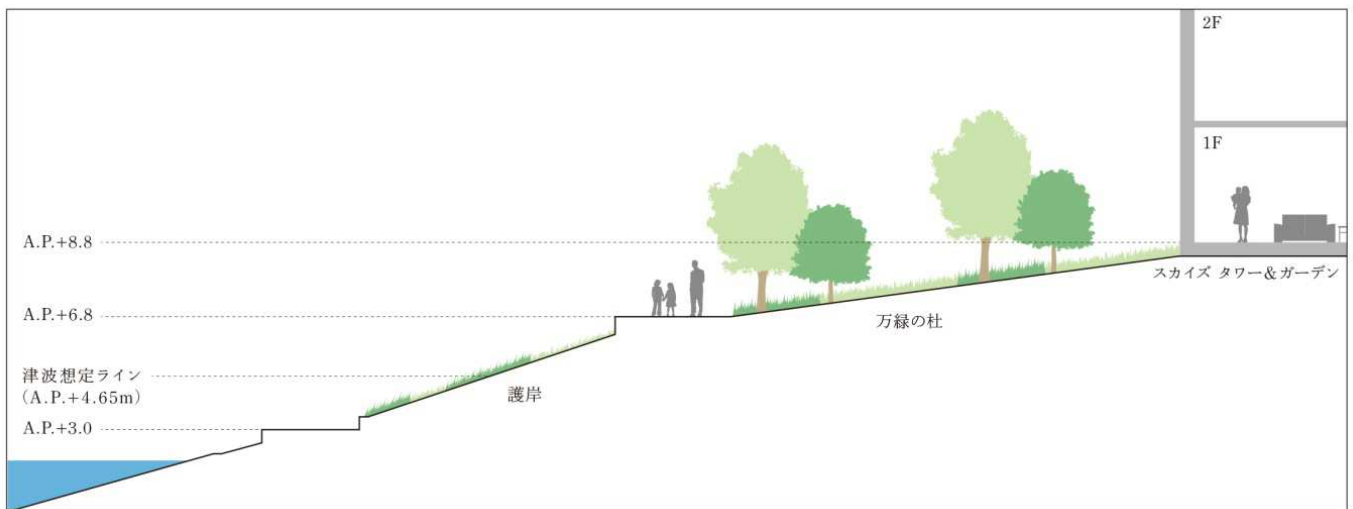 2F
1F
A.P.+8.8
スカイズ タワー&ガーデン
A.P.+6.8
万緑の杜
津波想定ライン
(A.P.+4.65m)
護岸
A.P.+3.0